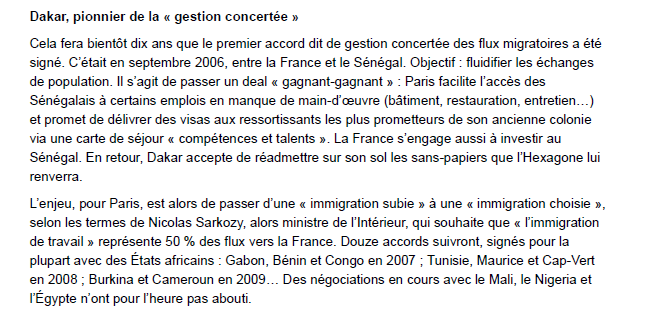 Dakar, pionnier de la « gestion concertée »
Cela fera bientôt dix ans que le premier accord dit de gestion concertée des flux migratoires a été
signé. C’était en septembre 2006, entre la France et le Sénégal. Objectif : fluidifier les échanges
de population. Il s’agit de passer un deal « gagnant-gagnant » : Paris facilite l’accès des
Sénégalais à certains emplois en manque de main-d’œuvre (bâtiment, restauration, entretien…)
et promet de délivrer des visas aux ressortissants les plus prometteurs de son ancienne colonie
via une carte de séjour « compétences et talents ». La France s’engage aussi à investir au
Sénégal. En retour, Dakar accepte de réadmettre sur son sol les sans-papiers que l’Hexagone lui
renverra.
L’enjeu, pour Paris, est alors de passer d’une « immigration subie » à une « immigration choisie »,
selon les termes de Nicolas Sarkozy, alors ministre de l’Intérieur, qui souhaite que « l’immigration
de travail » représente 50 % des flux vers la France. Douze accords suivront, signés pour la
plupart avec des États africains : Gabon, Bénin et Congo en 2007 ; Tunisie, Maurice et Cap-Vert
en 2008 ; Burkina et Cameroun en 2009… Des négociations en cours avec le Mali, le Nigeria et
l’Égypte n’ont pour l’heure pas abouti.